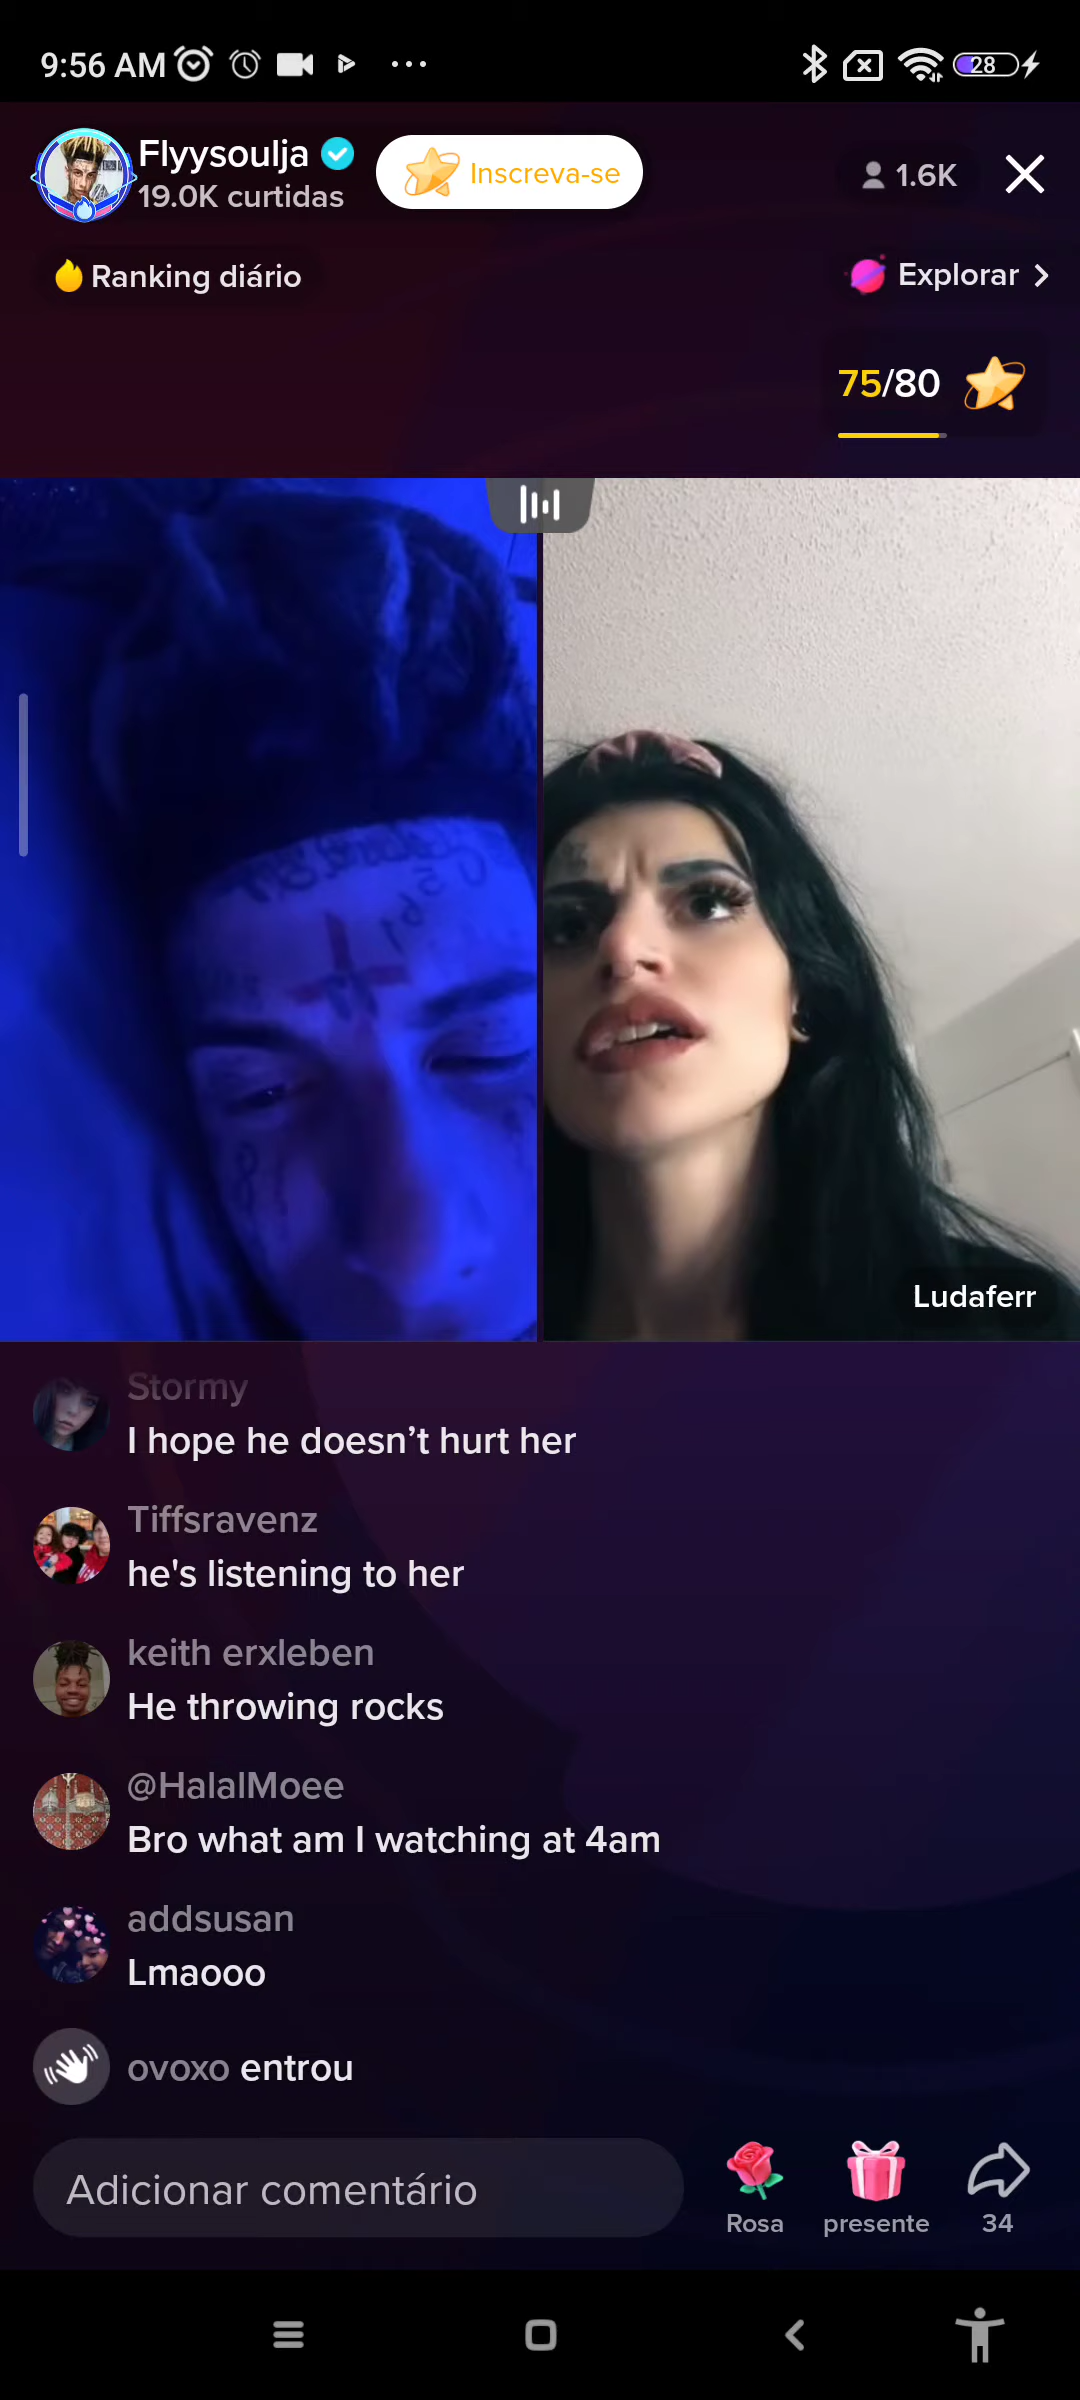 9:56 AM
28
Flyysoulja
19.0K curtidas
Inscreva-se
1.6K
Ranking diário
Explorar
75/80
Ludaferr
Stormy
I hope he doesn’t hurt her
Tiffsravenz
he's listening to her
keith erxleben
He throwing rocks
@HalalMoee
Bro what am I watching at 4am
addsusan
Lmaooo
ovoxo entrou
Adicionar comentário
Rosa
presente
34